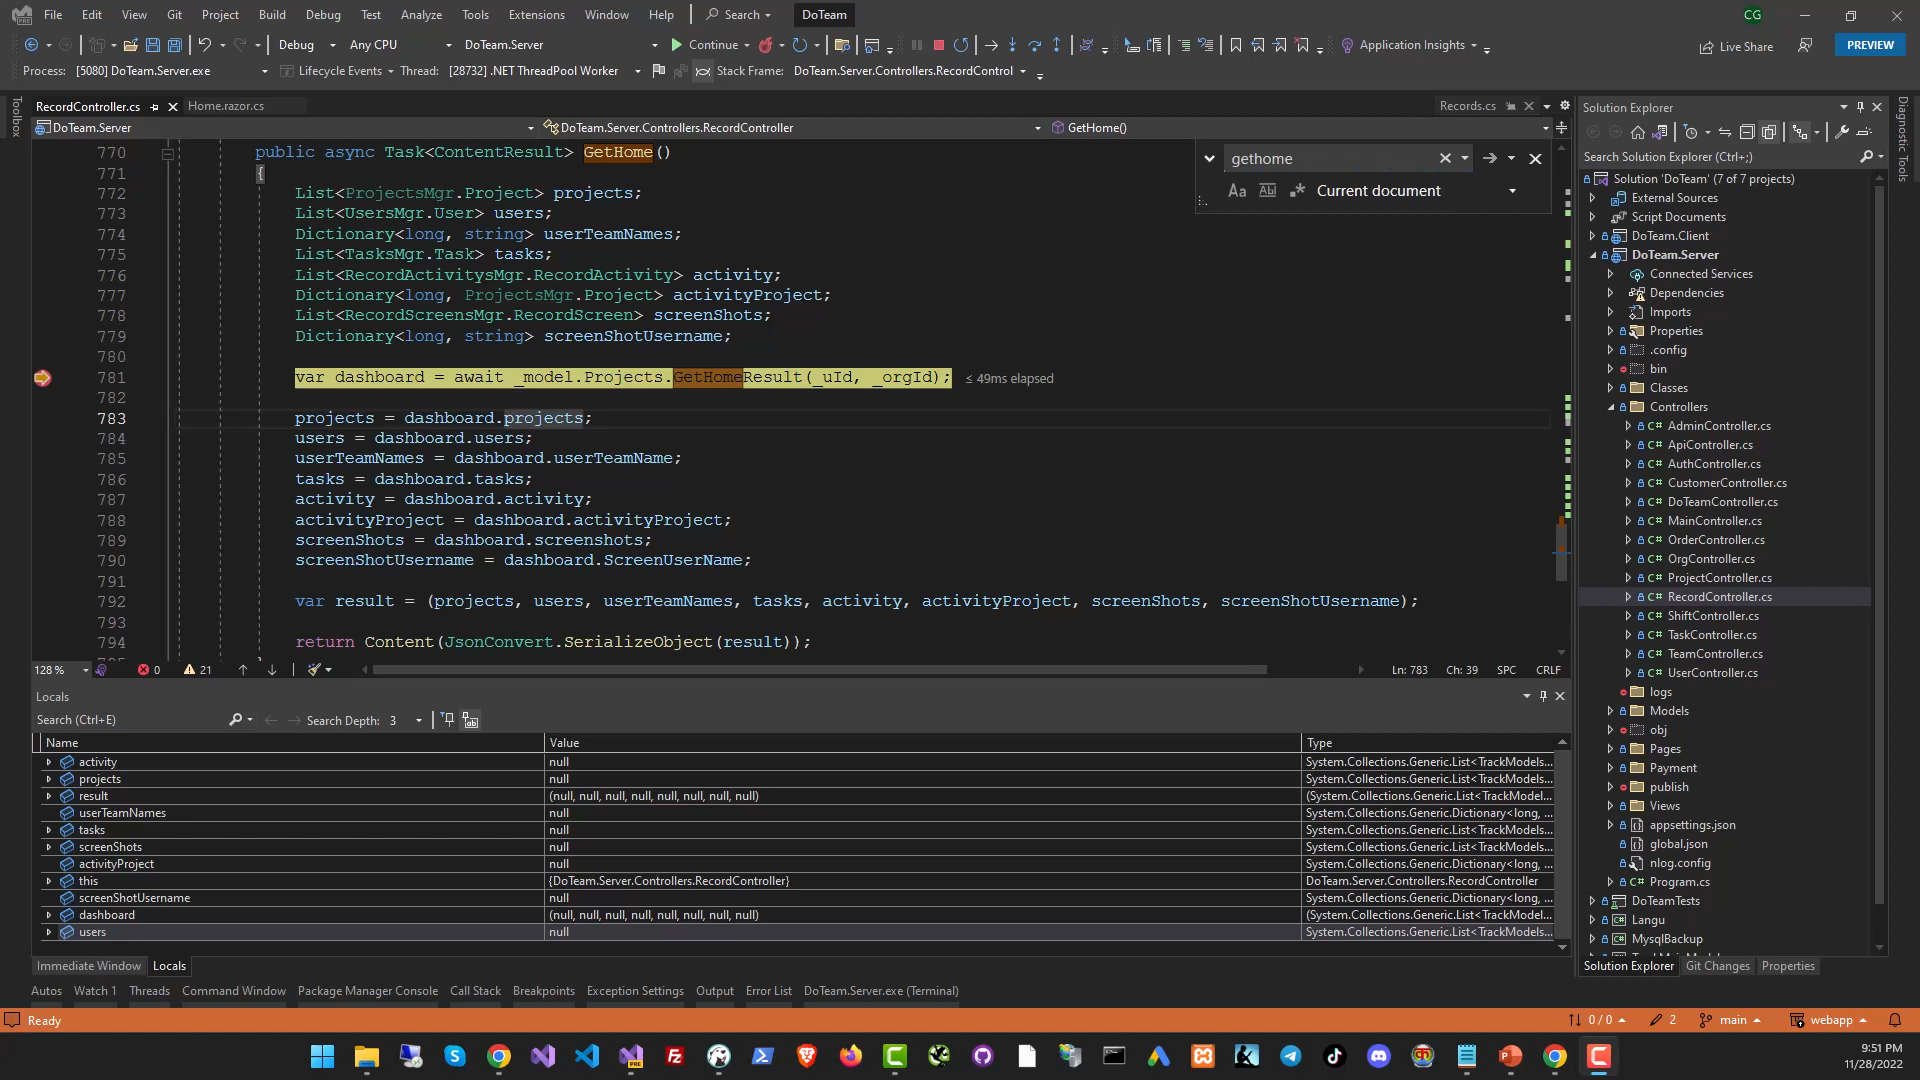 File Edit View Git Project Build Debug Test Analyze Tools Extensions Window Help Search DoTeam CG
Debug Any CPU DoTeam.Server Continue Application Insights Live Share PREVIEW
Process: [5080] DoTeam.Server.exe Lifecycle Events Thread: [28732] .NET ThreadPool Worker Stack Frame: DoTeam.Server.Controllers.RecordControl
Toolbox
RecordController.cs Home.razor.cs Records.cs
DoTeam.Server DoTeam.Server.Controllers.RecordController GetHome()
gethome
Aa Abl Current document
770 public async Task<ContentResult> GetHome()
771 {
772 List<ProjectsMgr.Project> projects;
773 List<UsersMgr.User> users;
774 Dictionary<long, string> userTeamNames;
775 List<TasksMgr.Task> tasks;
776 List<RecordActivitysMgr.RecordActivity> activity;
777 Dictionary<long, ProjectsMgr.Project> activityProject;
778 List<RecordScreensMgr.RecordScreen> screenShots;
779 Dictionary<long, string> screenShotUsername;
780
781 var dashboard = await _model.Projects.GetHomeResult(_uId, _orgId); ≤ 49ms elapsed
782
783 projects = dashboard.projects;
784 users = dashboard.users;
785 userTeamNames = dashboard.userTeamName;
786 tasks = dashboard.tasks;
787 activity = dashboard.activity;
788 activityProject = dashboard.activityProject;
789 screenShots = dashboard.screenshots;
790 screenShotUsername = dashboard.ScreenUserName;
791
792 var result = (projects, users, userTeamNames, tasks, activity, activityProject, screenShots, screenShotUsername);
793
794 return Content(JsonConvert.SerializeObject(result));
128 % 0 21 Ln: 783 Ch: 39 SPC CRLF
Locals
Search (Ctrl+E) Search Depth: 3
Name Value Type
activity null System.Collections.Generic.List<TrackModels...
projects null System.Collections.Generic.List<TrackModels...
result (null, null, null, null, null, null, null, null) (System.Collections.Generic.List<TrackModel...
userTeamNames null System.Collections.Generic.Dictionary<long, ...
tasks null System.Collections.Generic.List<TrackModels...
screenShots null System.Collections.Generic.List<TrackModels...
activityProject null System.Collections.Generic.Dictionary<long, ...
this {DoTeam.Server.Controllers.RecordController} DoTeam.Server.Controllers.RecordController
screenShotUsername null System.Collections.Generic.Dictionary<long, ...
dashboard (null, null, null, null, null, null, null, null) (System.Collections.Generic.List<TrackModel...
users null System.Collections.Generic.List<TrackModels...
Immediate Window Locals
Autos Watch 1 Threads Command Window Package Manager Console Call Stack Breakpoints Exception Settings Output Error List DoTeam.Server.exe (Terminal)
Solution Explorer
Search Solution Explorer (Ctrl+;)
Solution 'DoTeam' (7 of 7 projects)
External Sources
Script Documents
DoTeam.Client
DoTeam.Server
Connected Services
Dependencies
Imports
Properties
.config
bin
Classes
Controllers
C# AdminController.cs
C# ApiController.cs
C# AuthController.cs
C# CustomerController.cs
C# DoTeamController.cs
C# MainController.cs
C# OrderController.cs
C# OrgController.cs
C# ProjectController.cs
C# RecordController.cs
C# ShiftController.cs
C# TaskController.cs
C# TeamController.cs
C# UserController.cs
logs
Models
obj
Pages
Payment
publish
Views
appsettings.json
global.json
nlog.config
C# Program.cs
DoTeamTests
C# Langu
C# MysqlBackup
Solution Explorer Git Changes Properties
Diagnostic Tools
Ready 0 / 0 2 main webapp
9:51 PM
11/28/2022